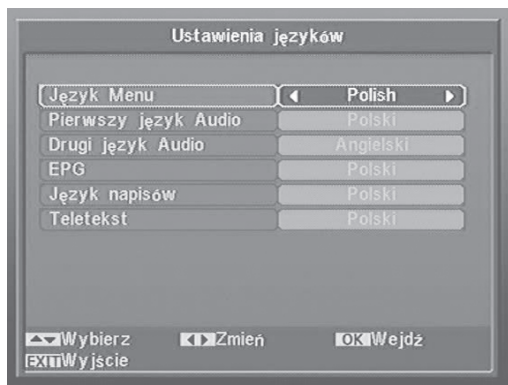 Ustawienia języków
Język Menu Polish
Pierwszy język Audio Polski
Drugi język Audio Angielski
EPG Polski
Język napisów Polski
Teletekst Polski
Wybierz Zmień OK Wejdź
EXIT Wyjście